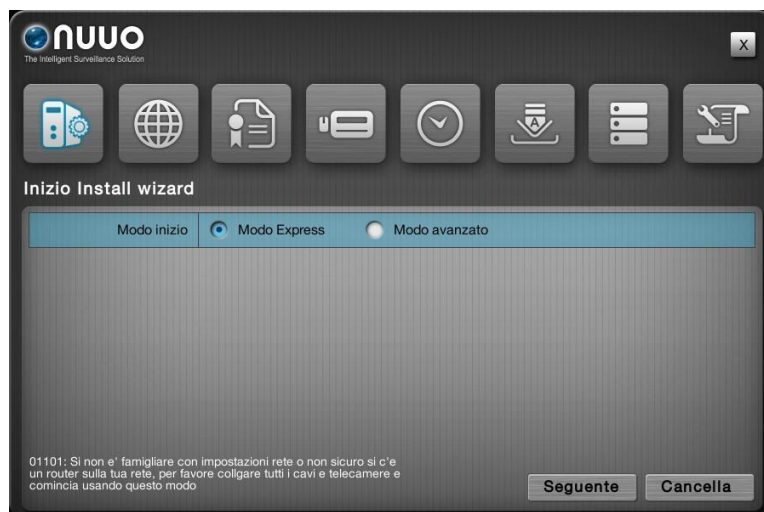 nuuo
The Intelligent Surveillance Solution
X
A
Inizio Install wizard
Modo inizio Modo Express Modo avanzato
01101: Si non e' famigliare con impostazioni rete o non sicuro si c'e
un router sulla tua rete, per favore collgare tutti i cavi e telecamere e
comincia usando questo modo
Seguente Cancella